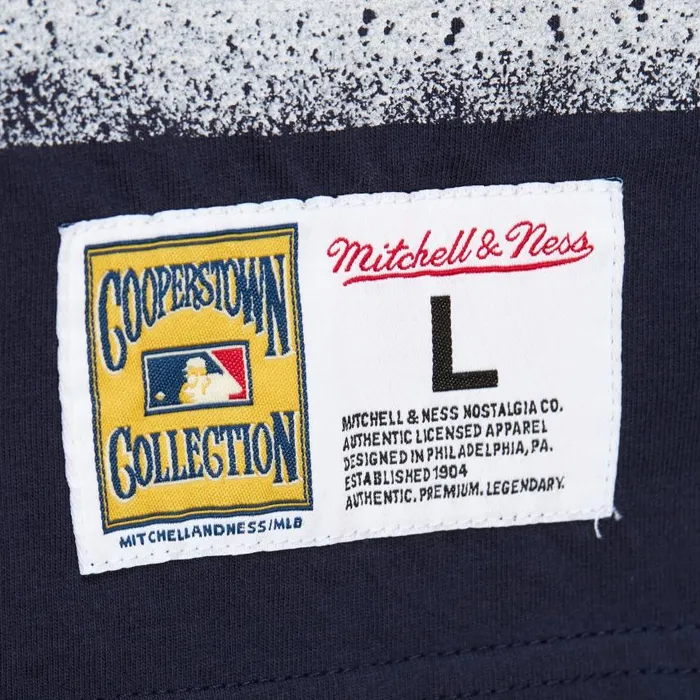 COOPERSTOWN
COLLECTION
MITCHELLANDNESS/MLB
Mitchell & Ness
L
MITCHELL & NESS NOSTALGIA CO.
AUTHENTIC LICENSED APPAREL
DESIGNED IN PHILADELPHIA, PA.
ESTABLISHED 1904
AUTHENTIC. PREMIUM. LEGENDARY.